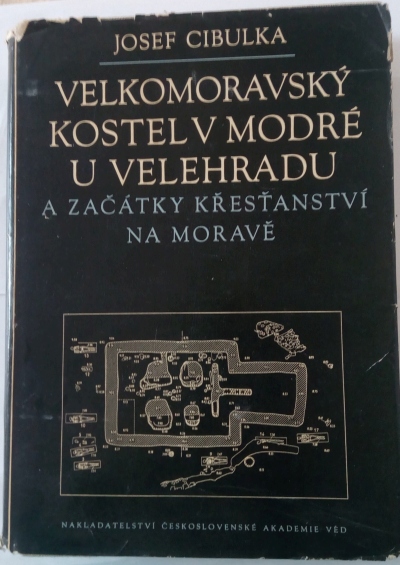 JOSEF CIBULKA
VELKOMORAVSKÝ
KOSTEL V MODRÉ
U VELEHRADU
A ZAČÁTKY KŘESŤANSTVÍ
NA MORAVĚ
NAKLADATELSTVÍ ČESKOSLOVENSKÉ AKADEMIE VĚD